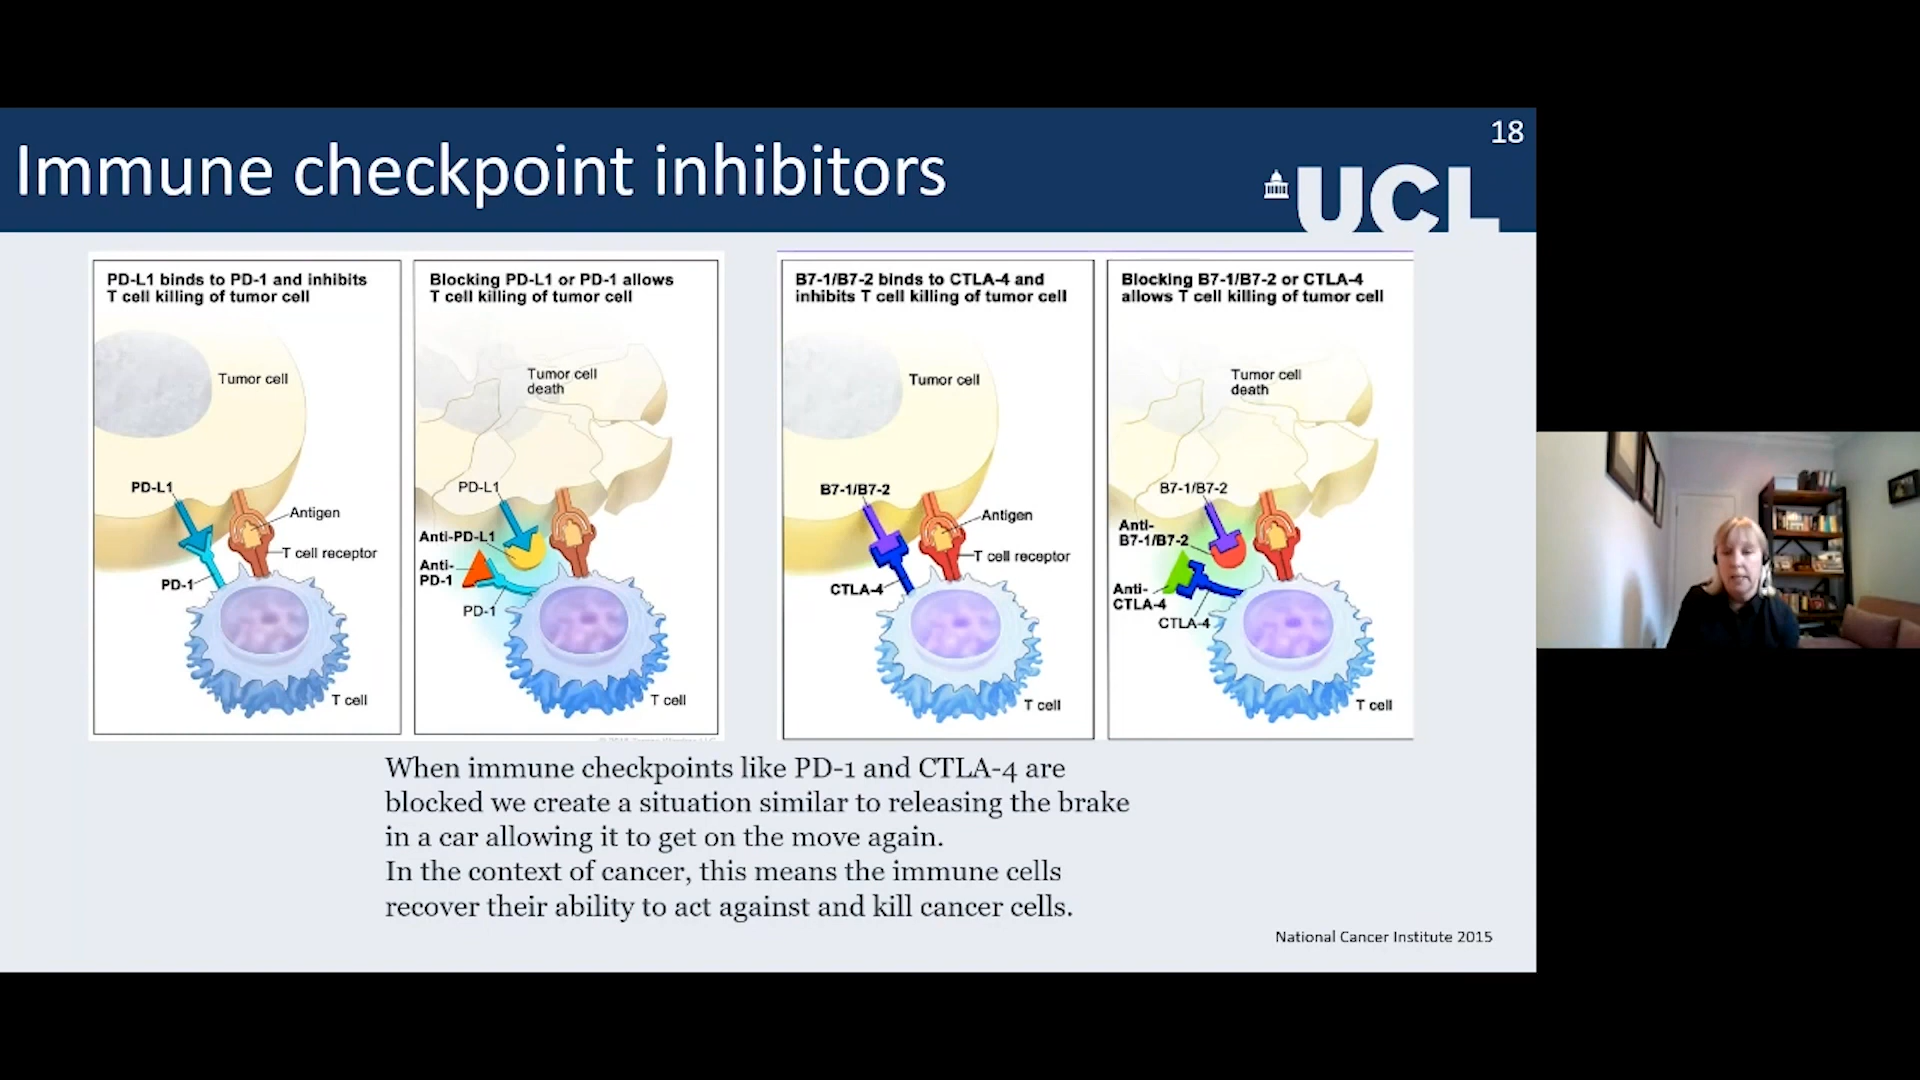 18
Immune checkpoint inhibitors
UCL
PD-L1 binds to PD-1 and inhibits
T cell killing of tumor cell
Tumor cell
PD-L1
Antigen
T cell receptor
PD-1
T cell
Blocking PD-L1 or PD-1 allows
T cell killing of tumor cell
Tumor cell
death
PD-L1
Anti-PD-L1
Anti-
PD-1
PD-1
T cell
B7-1/B7-2 binds to CTLA-4 and
inhibits T cell killing of tumor cell
Tumor cell
B7-1/B7-2
Antigen
T cell receptor
CTLA-4
T cell
Blocking B7-1/B7-2 or CTLA-4
allows T cell killing of tumor cell
Tumor cell
death
B7-1/B7-2
Anti-
B7-1/B7-2
Anti-
CTLA-4
CTLA-4
T cell
When immune checkpoints like PD-1 and CTLA-4 are
blocked we create a situation similar to releasing the brake
in a car allowing it to get on the move again.
In the context of cancer, this means the immune cells
recover their ability to act against and kill cancer cells.
National Cancer Institute 2015